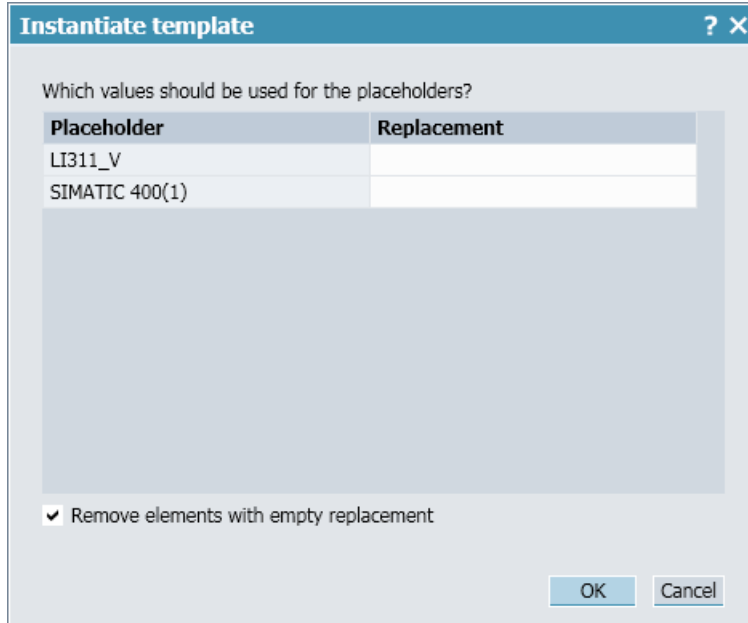 Instantiate template ? ×
Which values should be used for the placeholders?
Placeholder Replacement
LI311_V
SIMATIC 400(1)
Remove elements with empty replacement
OK Cancel